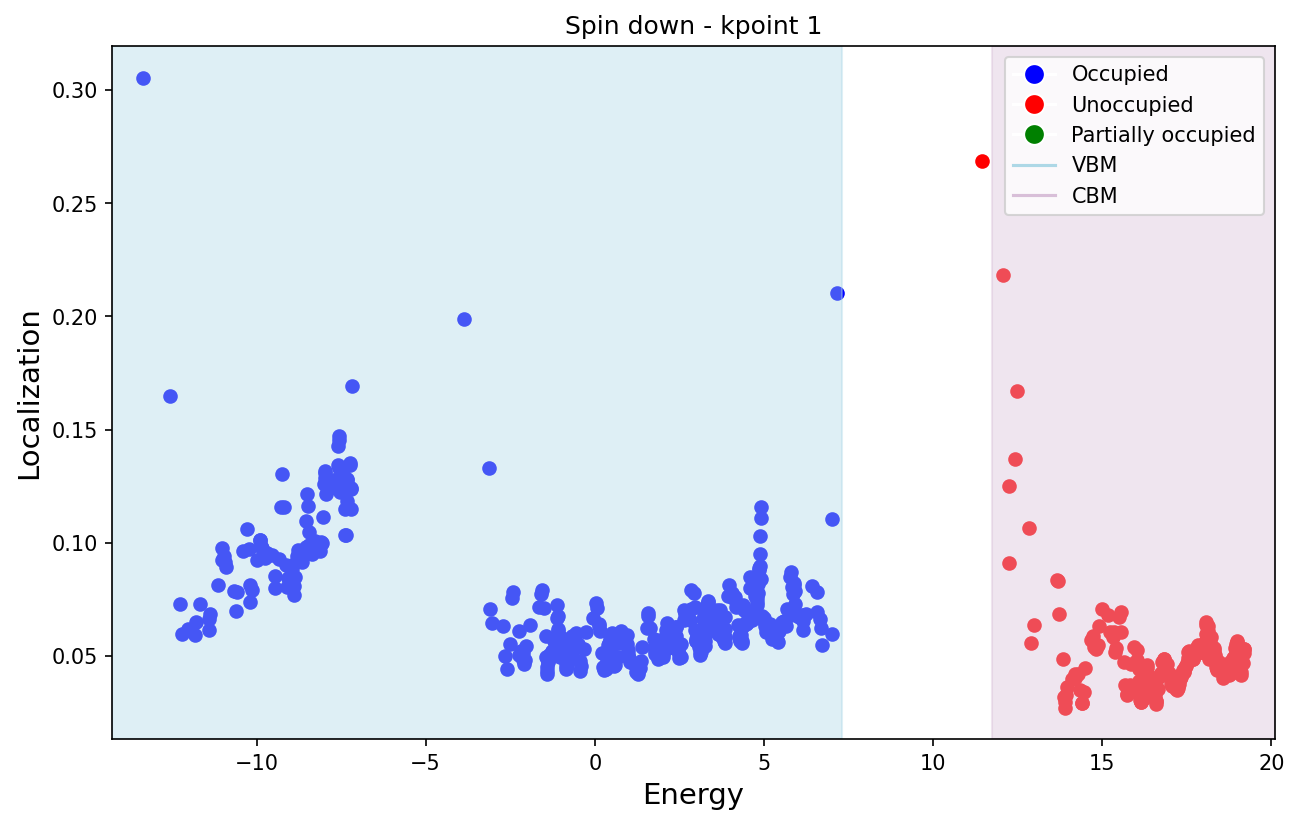 Spin down - kpoint 1
Localization
0.30
0.25
0.20
0.15
0.10
0.05
Occupied
Unoccupied
Partially occupied
VBM
CBM
−10
−5
0
5
10
15
20
Energy